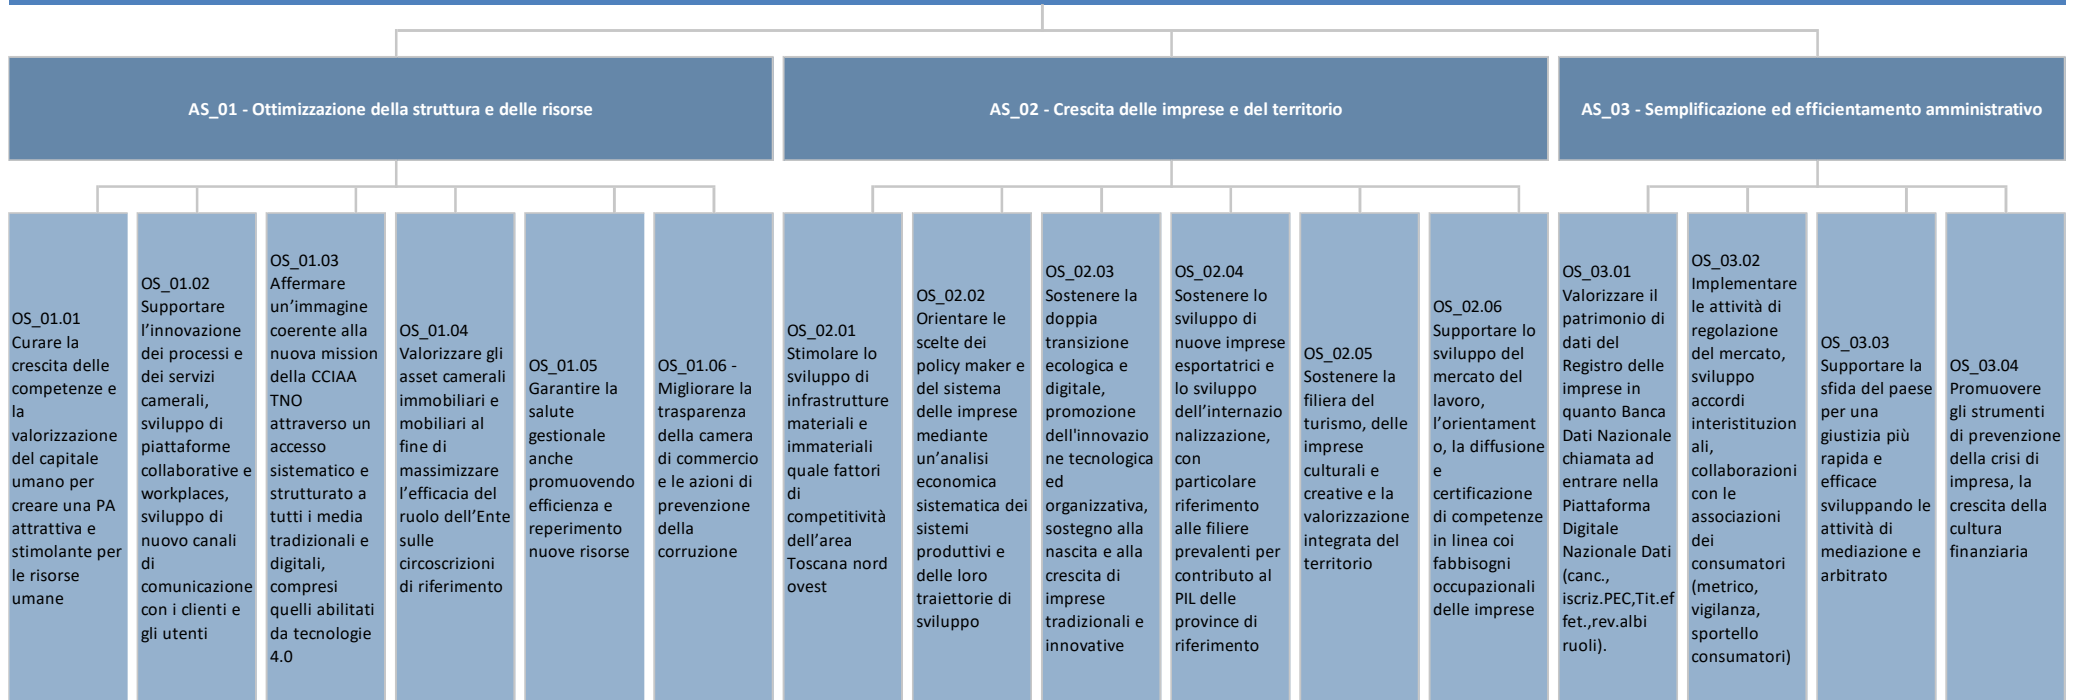 AS_01 - Ottimizzazione della struttura e delle risorse
AS_02 - Crescita delle imprese e del territorio
AS_03 - Semplificazione ed efficientamento amministrativo
OS_01.01
Curare la
crescita delle
competenze e
la
valorizzazione
del capitale
umano per
creare una PA
attrattiva e
stimolante per
le risorse
umane
OS_01.02
Supportare
l’innovazione
dei processi e
dei servizi
camerali,
sviluppo di
piattaforme
collaborative e
workplaces,
sviluppo di
nuovo canali
di
comunicazione
con i clienti e
gli utenti
OS_01.03
Affermare
un’immagine
coerente alla
nuova mission
della CCIAA
TNO
attraverso un
accesso
sistematico e
strutturato a
tutti i media
tradizionali e
digitali,
compresi
quelli abilitati
da tecnologie
4.0
OS_01.04
Valorizzare gli
asset camerali
immobiliari e
mobiliari al
fine di
massimizzare
l’efficacia del
ruolo dell’Ente
sulle
circoscrizioni
di riferimento
OS_01.05
Garantire la
salute
gestionale
anche
promuovendo
efficienza e
reperimento
nuove risorse
OS_01.06 -
Migliorare la
trasparenza
della camera
di commercio
e le azioni di
prevenzione
della
corruzione
OS_02.01
Stimolare lo
sviluppo di
infrastrutture
materiali e
immateriali
quale fattori
di
competitività
dell’area
Toscana nord
ovest
OS_02.02
Orientare le
scelte dei
policy maker e
del sistema
delle imprese
mediante
un’analisi
economica
sistematica dei
sistemi
produttivi e
delle loro
traiettorie di
sviluppo
OS_02.03
Sostenere la
doppia
transizione
ecologica e
digitale,
promozione
dell'innovazio
ne tecnologica
ed
organizzativa,
sostegno alla
nascita e alla
crescita di
imprese
tradizionali e
innovative
OS_02.04
Sostenere lo
sviluppo di
nuove imprese
esportatrici e
lo sviluppo
dell’internazio
nalizzazione,
con
particolare
riferimento
alle filiere
prevalenti per
contributo al
PIL delle
province di
riferimento
OS_02.05
Sostenere la
filiera del
turismo, delle
imprese
culturali e
creative e la
valorizzazione
integrata del
territorio
OS_02.06
Supportare lo
sviluppo del
mercato del
lavoro,
l’orientament
o, la diffusione
e
certificazione
di competenze
in linea coi
fabbisogni
occupazionali
delle imprese
OS_03.01
Valorizzare il
patrimonio di
dati del
Registro delle
imprese in
quanto Banca
Dati Nazionale
chiamata ad
entrare nella
Piattaforma
Digitale
Nazionale Dati
(canc.,
iscriz.PEC,Tit.ef
fet.,rev.albi
ruoli).
OS_03.02
Implementare
le attività di
regolazione
del mercato,
sviluppo
accordi
interistituzion
ali,
collaborazioni
con le
associazioni
dei
consumatori
(metrico,
vigilanza,
sportello
consumatori)
OS_03.03
Supportare la
sfida del paese
per una
giustizia più
rapida e
efficace
sviluppando le
attività di
mediazione e
arbitrato
OS_03.04
Promuovere
gli strumenti
di prevenzione
della crisi di
impresa, la
crescita della
cultura
finanziaria